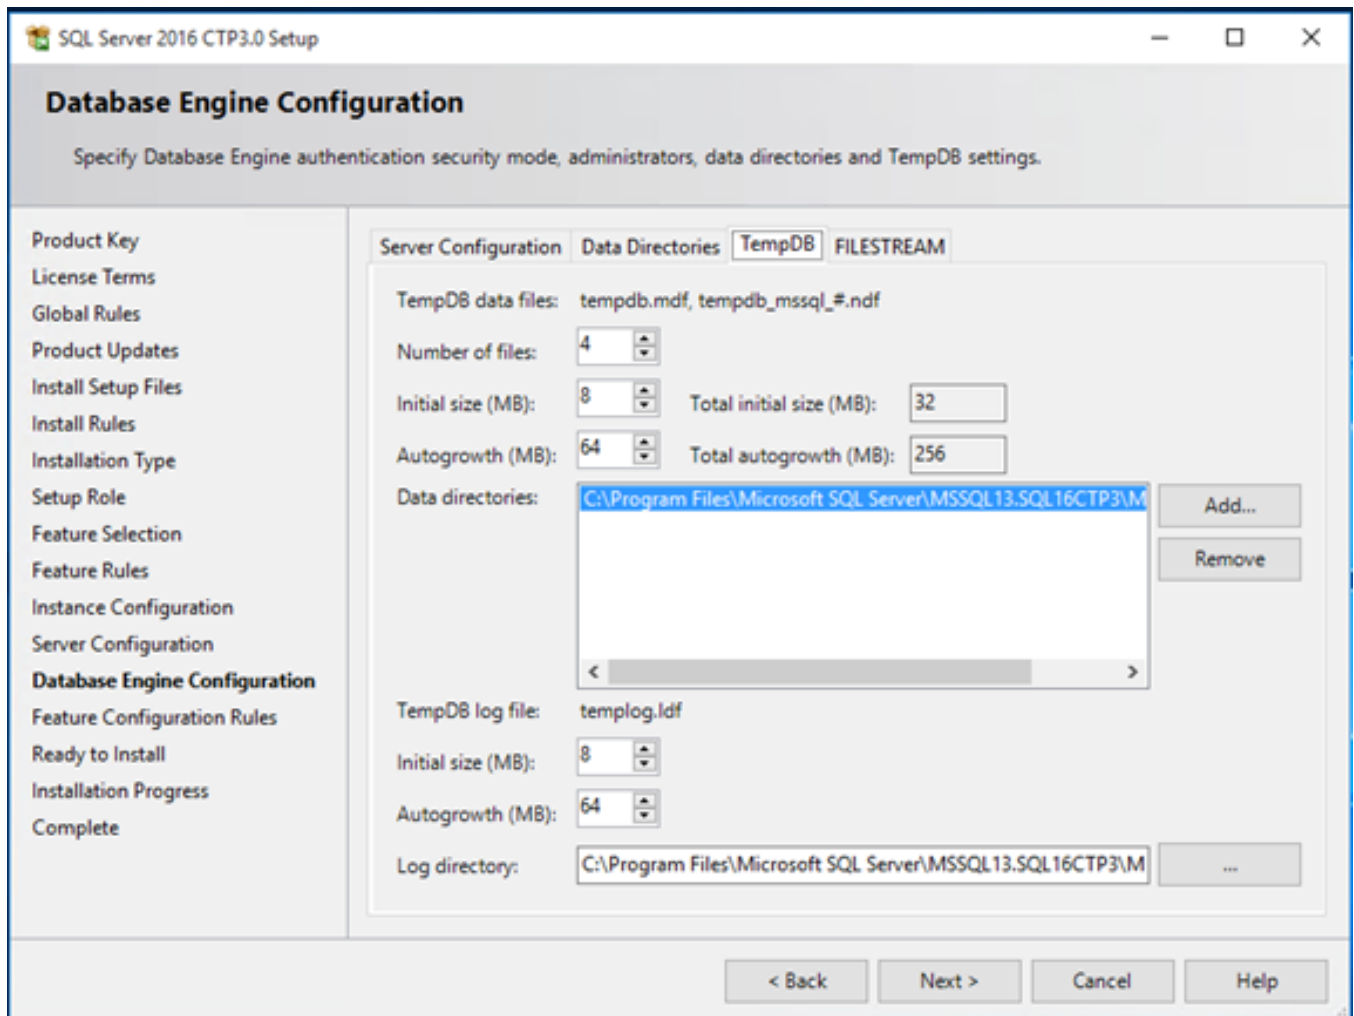 SQL Server 2016 CTP3.0 Setup
Database Engine Configuration
Specify Database Engine authentication security mode, administrators, data directories and TempDB settings.
Product Key
License Terms
Global Rules
Product Updates
Install Setup Files
Install Rules
Installation Type
Setup Role
Feature Selection
Feature Rules
Instance Configuration
Server Configuration
Database Engine Configuration
Feature Configuration Rules
Ready to Install
Installation Progress
Complete
Server Configuration Data Directories TempDB FILESTREAM
TempDB data files: tempdb.mdf, tempdb_mssql_#.ndf
Number of files: 4
Initial size (MB): 8 Total initial size (MB): 32
Autogrowth (MB): 64 Total autogrowth (MB): 256
Data directories: C:\Program Files\Microsoft SQL Server\MSSQL13.SQL16CTP3\M Add...
Remove
TempDB log file: templog.ldf
Initial size (MB): 8
Autogrowth (MB): 64
Log directory: C:\Program Files\Microsoft SQL Server\MSSQL13.SQL16CTP3\M ...
< Back Next > Cancel Help